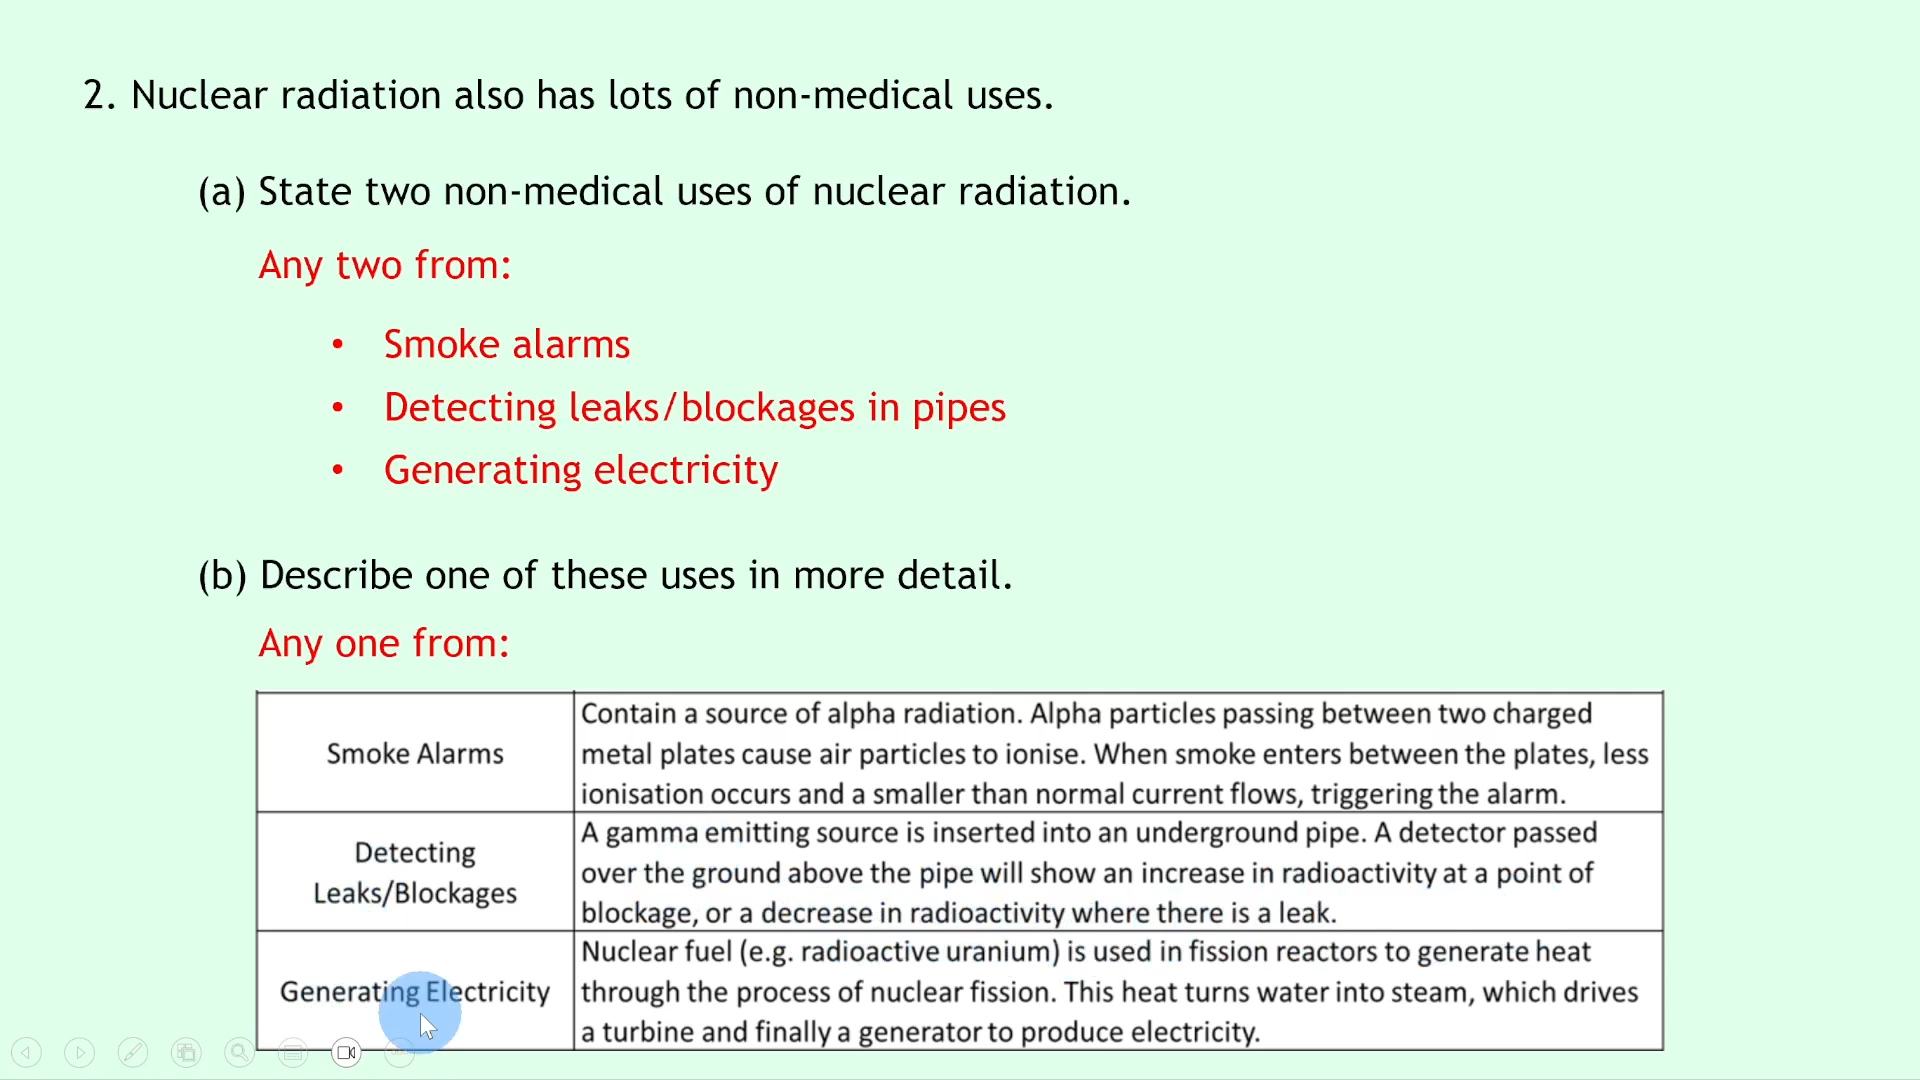 2. Nuclear radiation also has lots of non-medical uses.
(a) State two non-medical uses of nuclear radiation.
Any two from:
• Smoke alarms
• Detecting leaks/blockages in pipes
• Generating electricity
(b) Describe one of these uses in more detail.
Any one from:
Smoke Alarms
Contain a source of alpha radiation. Alpha particles passing between two charged
metal plates cause air particles to ionise. When smoke enters between the plates, less
ionisation occurs and a smaller than normal current flows, triggering the alarm.
Detecting
Leaks/Blockages
A gamma emitting source is inserted into an underground pipe. A detector passed
over the ground above the pipe will show an increase in radioactivity at a point of
blockage, or a decrease in radioactivity where there is a leak.
Generating Electricity
Nuclear fuel (e.g. radioactive uranium) is used in fission reactors to generate heat
through the process of nuclear fission. This heat turns water into steam, which drives
a turbine and finally a generator to produce electricity.